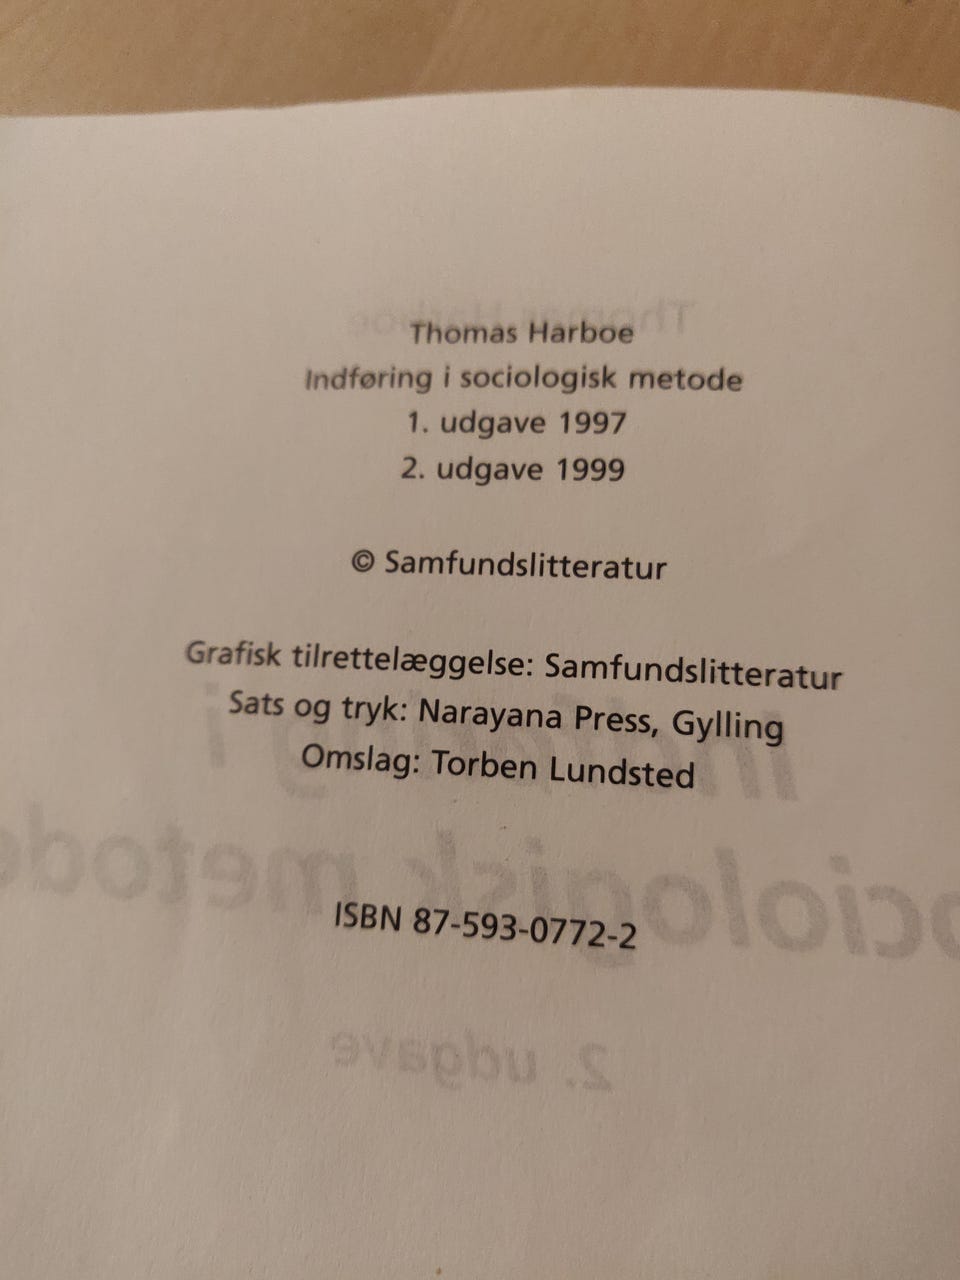 Thomas Harboe
Indføring i sociologisk metode
1. udgave 1997
2. udgave 1999
© Samfundslitteratur
Grafisk tilrettelæggelse: Samfundslitteratur
Sats og tryk: Narayana Press, Gylling
Omslag: Torben Lundsted
ISBN 87-593-0772-2